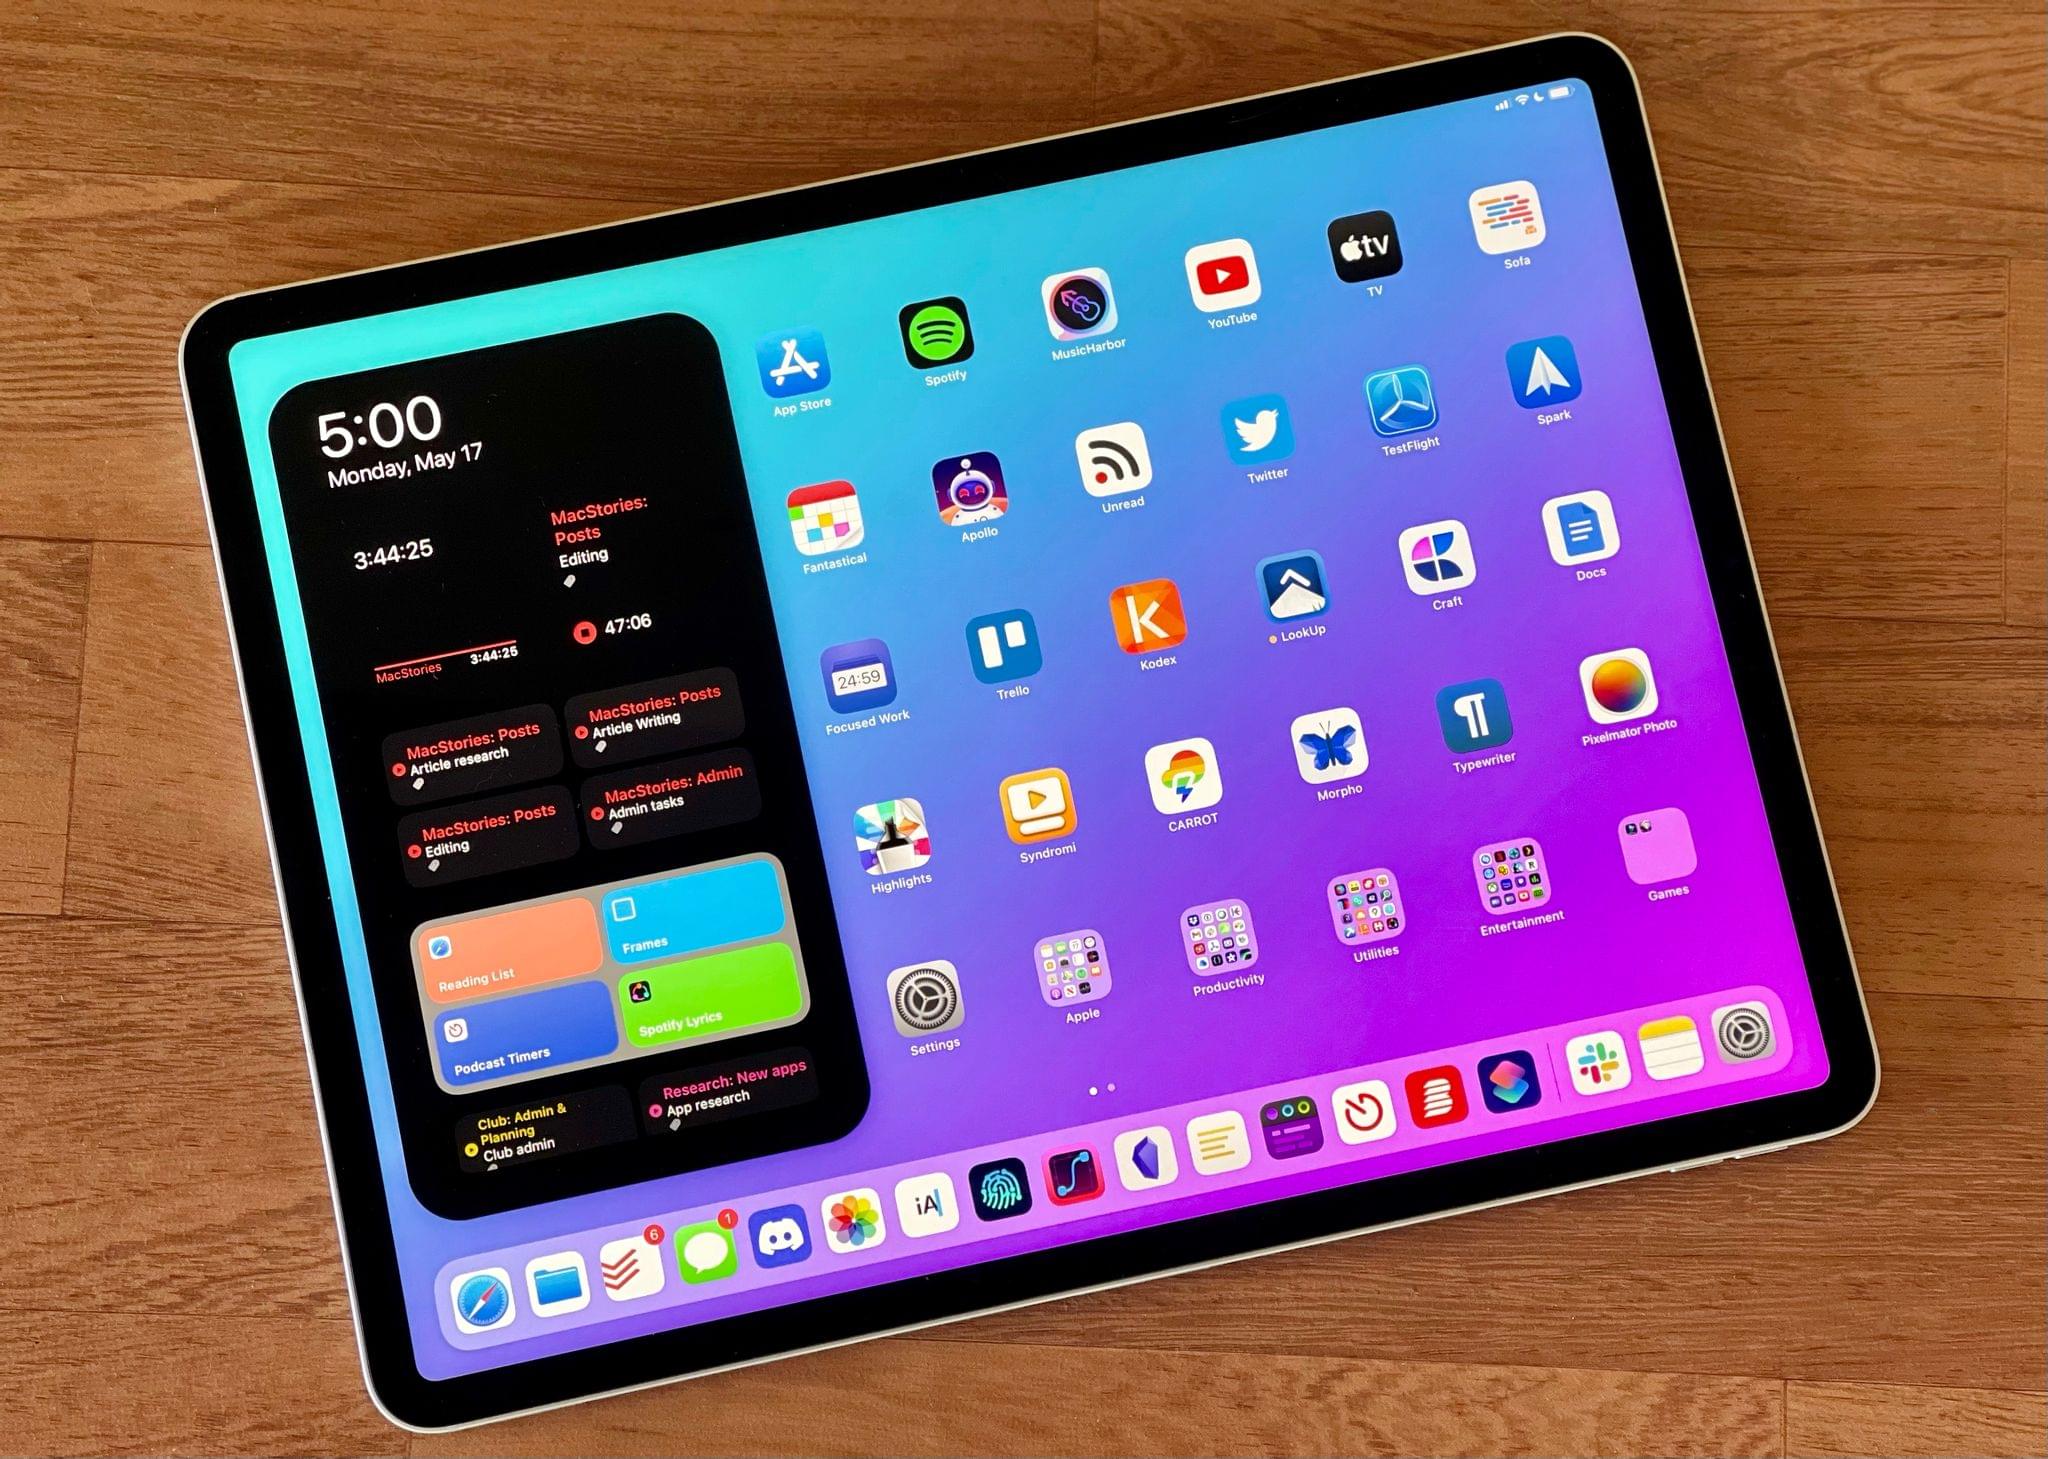 5:00
Monday, May 17
3:44:25
MacStories:
Posts
Editing
MacStories
3:44:25
47:06
MacStories: Posts
Article research
MacStories: Posts
Article Writing
MacStories: Posts
Editing
MacStories: Admin
Admin tasks
Reading List
Frames
Podcast Timers
Spotify Lyrics
Club: Admin &
Planning
Club admin
Research: New apps
App research
App Store
Spotify
MusicHarbor
YouTube
tv
TV
Sofa
Fantastical
Apollo
Unread
Twitter
TestFlight
Spark
24:59
Focused Work
Trello
K
Kodex
LookUp
Craft
Docs
Highlights
Syndromi
CARROT
Morpho
Typewriter
Pixelmator Photo
Settings
Apple
Productivity
Utilities
Entertainment
Games
6
1
iA